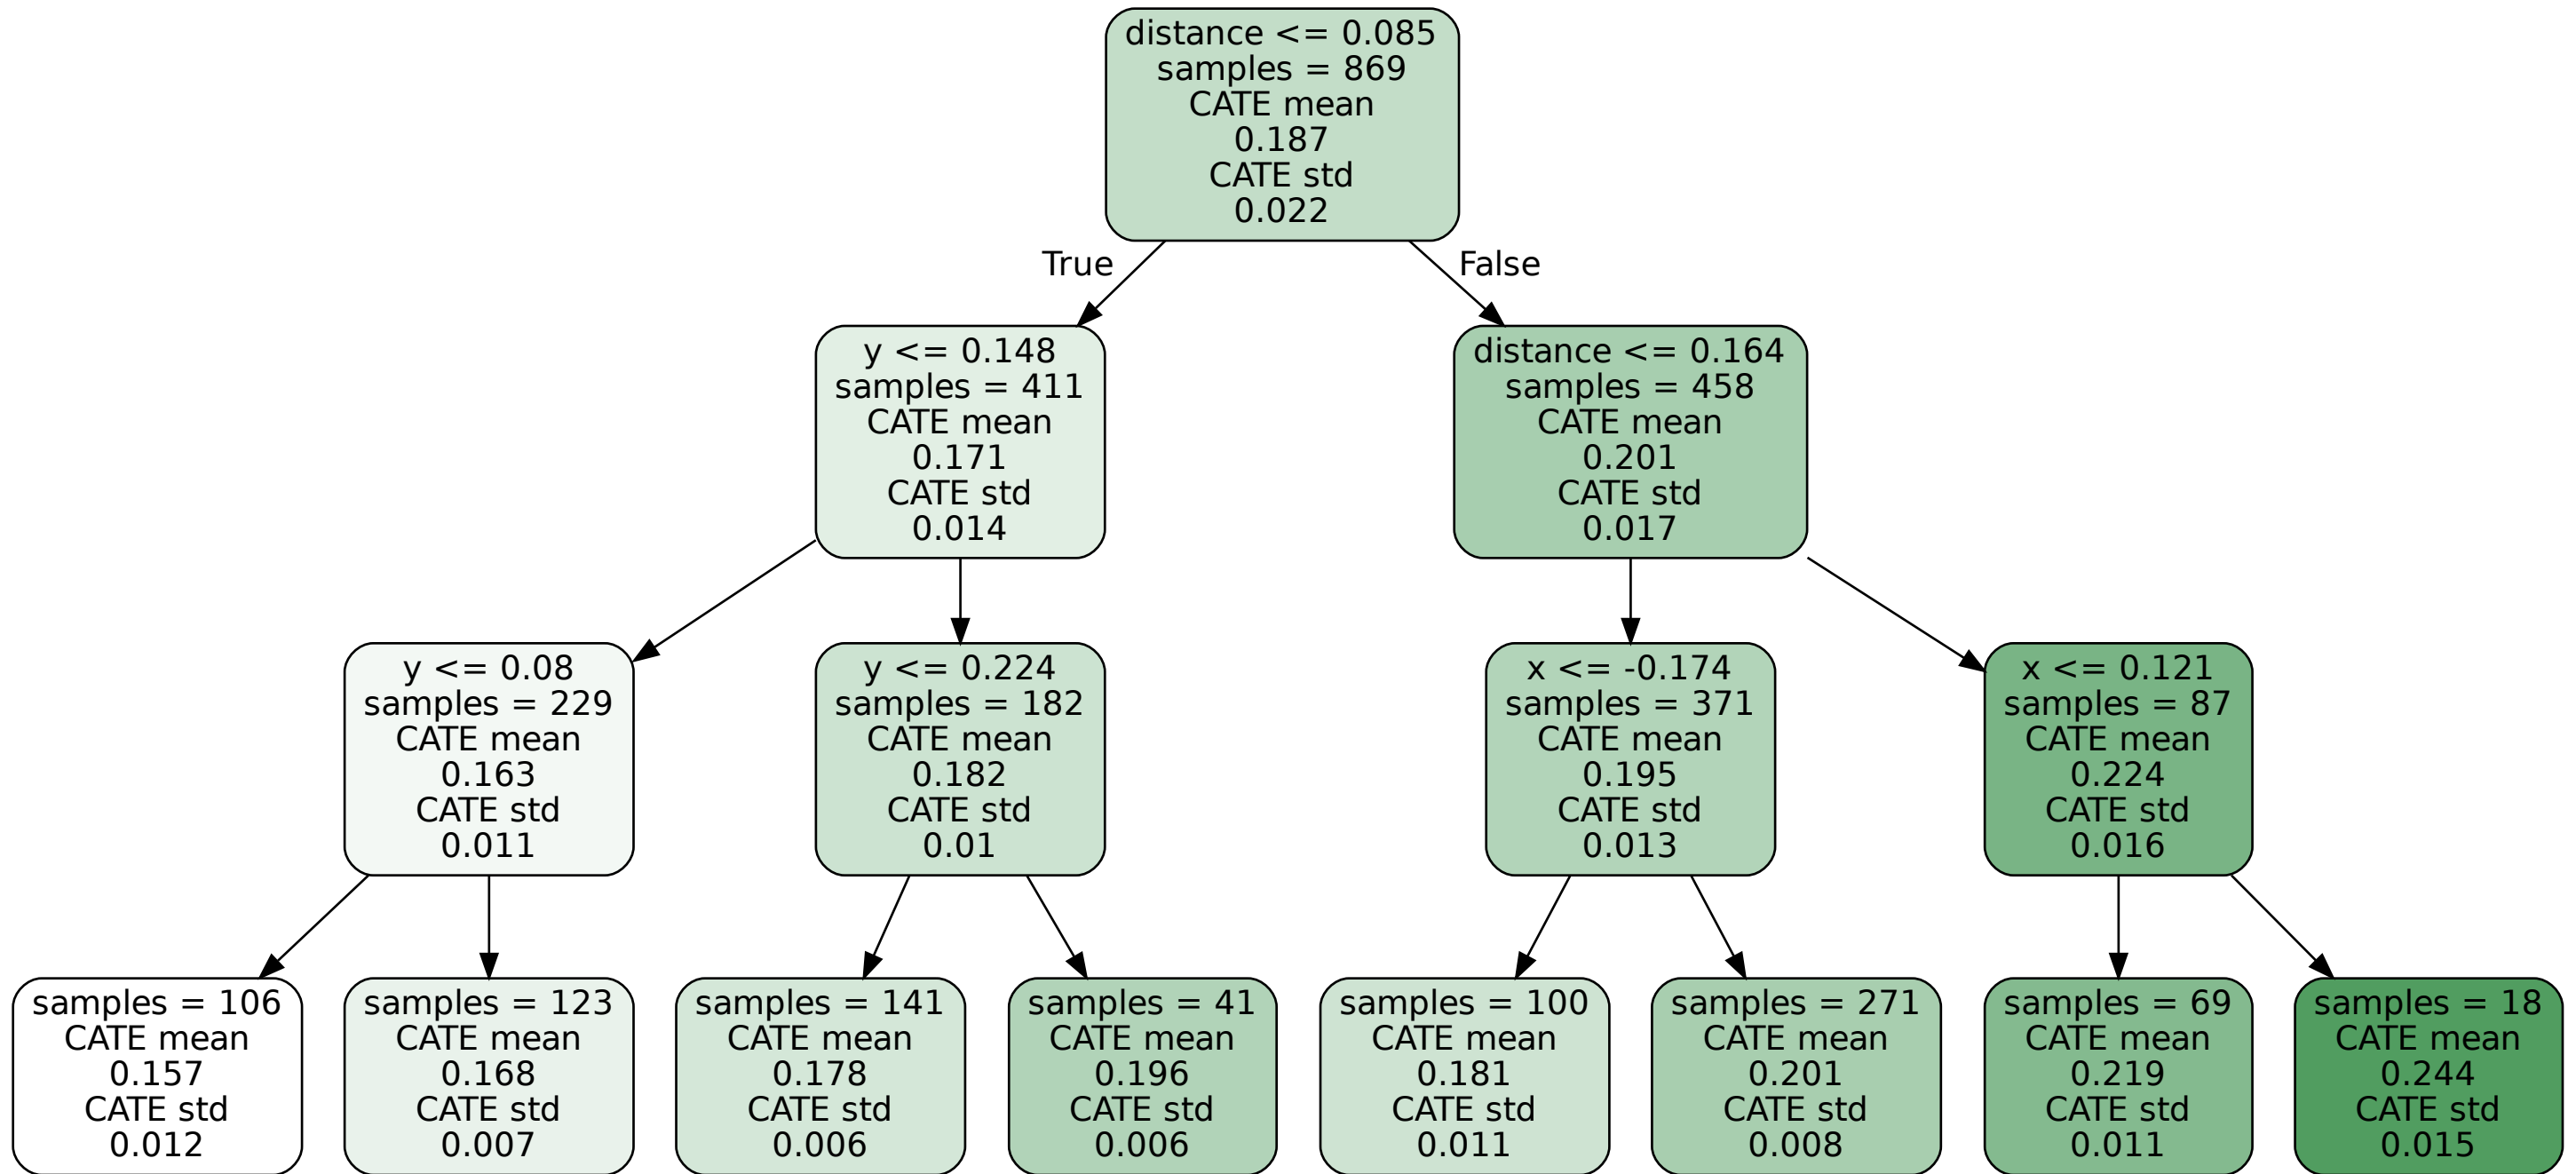 distance <= 0.085
samples = 869
CATE mean
0.187
CATE std
0.022
True
False
y <= 0.148
samples = 411
CATE mean
0.171
CATE std
0.014
distance <= 0.164
samples = 458
CATE mean
0.201
CATE std
0.017
y <= 0.08
samples = 229
CATE mean
0.163
CATE std
0.011
y <= 0.224
samples = 182
CATE mean
0.182
CATE std
0.01
x <= -0.174
samples = 371
CATE mean
0.195
CATE std
0.013
x <= 0.121
samples = 87
CATE mean
0.224
CATE std
0.016
samples = 106
CATE mean
0.157
CATE std
0.012
samples = 123
CATE mean
0.168
CATE std
0.007
samples = 141
CATE mean
0.178
CATE std
0.006
samples = 41
CATE mean
0.196
CATE std
0.006
samples = 100
CATE mean
0.181
CATE std
0.011
samples = 271
CATE mean
0.201
CATE std
0.008
samples = 69
CATE mean
0.219
CATE std
0.011
samples = 18
CATE mean
0.244
CATE std
0.015